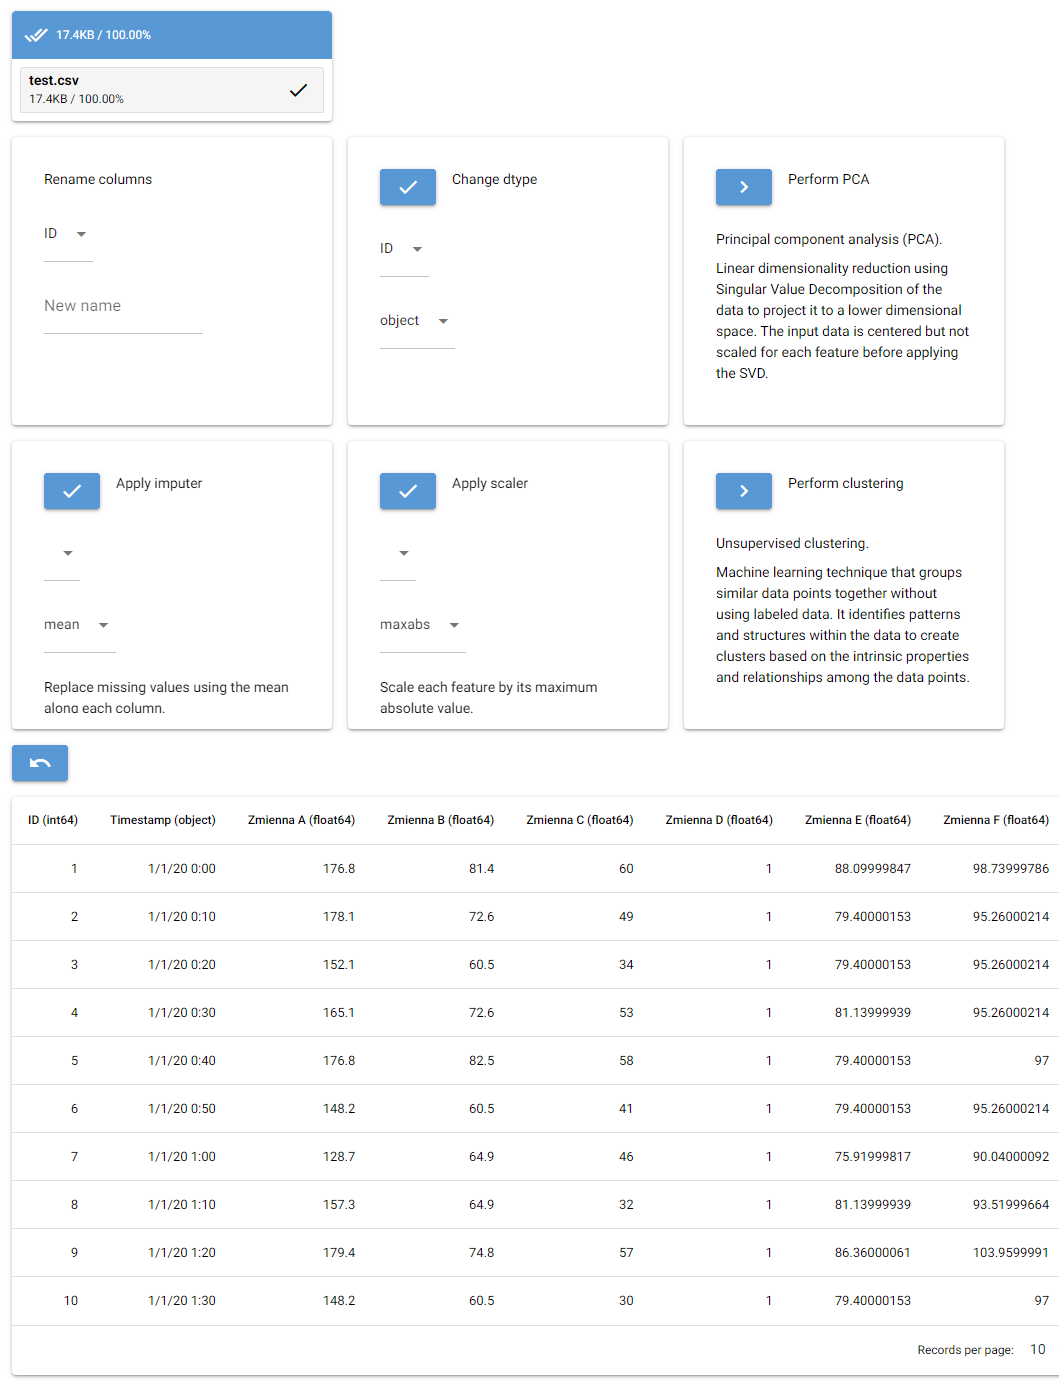 17.4KB / 100.00%
test.csv
17.4KB / 100.00%
Rename columns
ID
New name
Change dtype
ID
object
Perform PCA
Principal component analysis (PCA).
Linear dimensionality reduction using
Singular Value Decomposition of the
data to project it to a lower dimensional
space. The input data is centered but not
scaled for each feature before applying
the SVD.
Apply imputer
mean
Replace missing values using the mean
along each column.
Apply scaler
maxabs
Scale each feature by its maximum
absolute value.
Perform clustering
Unsupervised clustering.
Machine learning technique that groups
similar data points together without
using labeled data. It identifies patterns
and structures within the data to create
clusters based on the intrinsic properties
and relationships among the data points.
ID (int64) Timestamp (object) Zmienna A (float64) Zmienna B (float64) Zmienna C (float64) Zmienna D (float64) Zmienna E (float64) Zmienna F (float64)
1 1/1/20 0:00 176.8 81.4 60 1 88.09999847 98.73999786
2 1/1/20 0:10 178.1 72.6 49 1 79.40000153 95.26000214
3 1/1/20 0:20 152.1 60.5 34 1 79.40000153 95.26000214
4 1/1/20 0:30 165.1 72.6 53 1 81.13999939 95.26000214
5 1/1/20 0:40 176.8 82.5 58 1 79.40000153 97
6 1/1/20 0:50 148.2 60.5 41 1 79.40000153 95.26000214
7 1/1/20 1:00 128.7 64.9 46 1 75.91999817 90.04000092
8 1/1/20 1:10 157.3 64.9 32 1 81.13999939 93.51999664
9 1/1/20 1:20 179.4 74.8 57 1 86.36000061 103.9599991
10 1/1/20 1:30 148.2 60.5 30 1 79.40000153 97
Records per page: 10